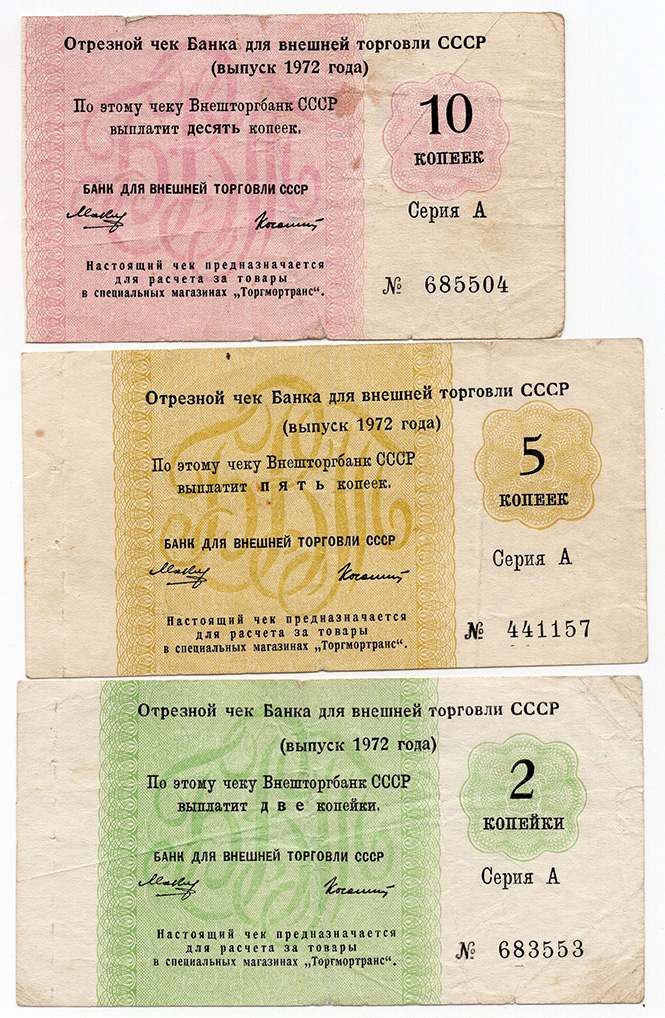 Отрезной чек Банка для внешней торговли СССР
(выпуск 1972 года)
По этому чеку Внешторгбанк СССР
выплатит десять копеек.
БАНК ДЛЯ ВНЕШНЕЙ ТОРГОВЛИ СССР
Настоящий чек предназначается
для расчета за товары
в специальных магазинах „Торгмортранс“.
10
КОПЕЕК
Серия А
№ 685504
Отрезной чек Банка для внешней торговли СССР
(выпуск 1972 года)
По этому чеку Внешторгбанк СССР
выплатит пять копеек.
БАНК ДЛЯ ВНЕШНЕЙ ТОРГОВЛИ СССР
Настоящий чек предназначается
для расчета за товары
в специальных магазинах „Торгмортранс“.
5
КОПЕЕК
Серия А
№ 441157
Отрезной чек Банка для внешней торговли СССР
(выпуск 1972 года)
По этому чеку Внешторгбанк СССР
выплатит две копейки.
БАНК ДЛЯ ВНЕШНЕЙ ТОРГОВЛИ СССР
Настоящий чек предназначается
для расчета за товары
в специальных магазинах „Торгмортранс“.
2
КОПЕЙКИ
Серия А
№ 683553